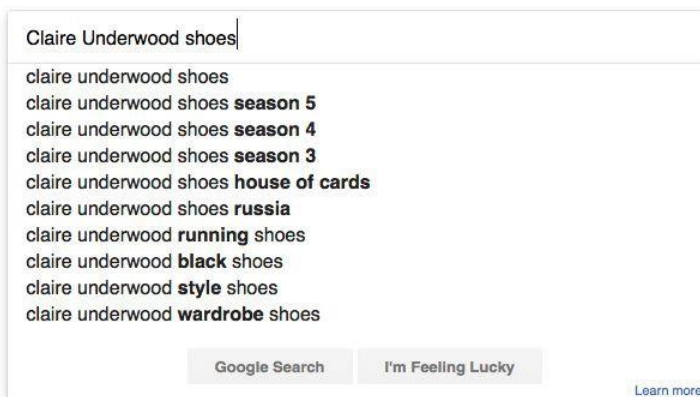 Claire Underwood shoes
claire underwood shoes
claire underwood shoes season 5
claire underwood shoes season 4
claire underwood shoes season 3
claire underwood shoes house of cards
claire underwood shoes russia
claire underwood running shoes
claire underwood black shoes
claire underwood style shoes
claire underwood wardrobe shoes
Google Search I'm Feeling Lucky
Learn more